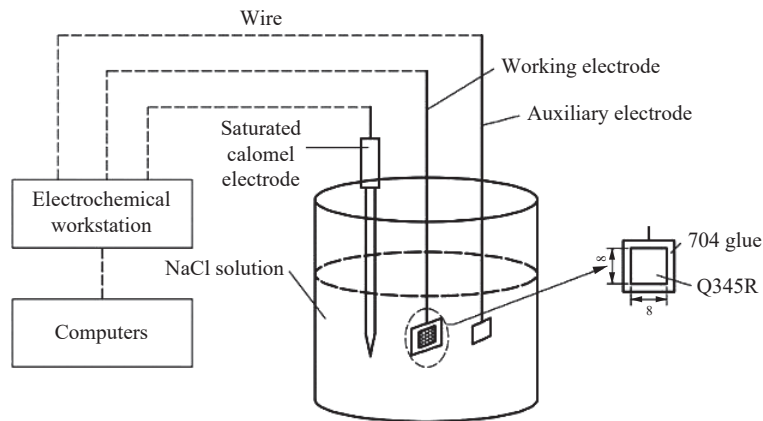 Wire
Working electrode
Auxiliary electrode
Saturated
calomel
electrode
Electrochemical
workstation
NaCl solution
Computers
704 glue
Q345R
8
8